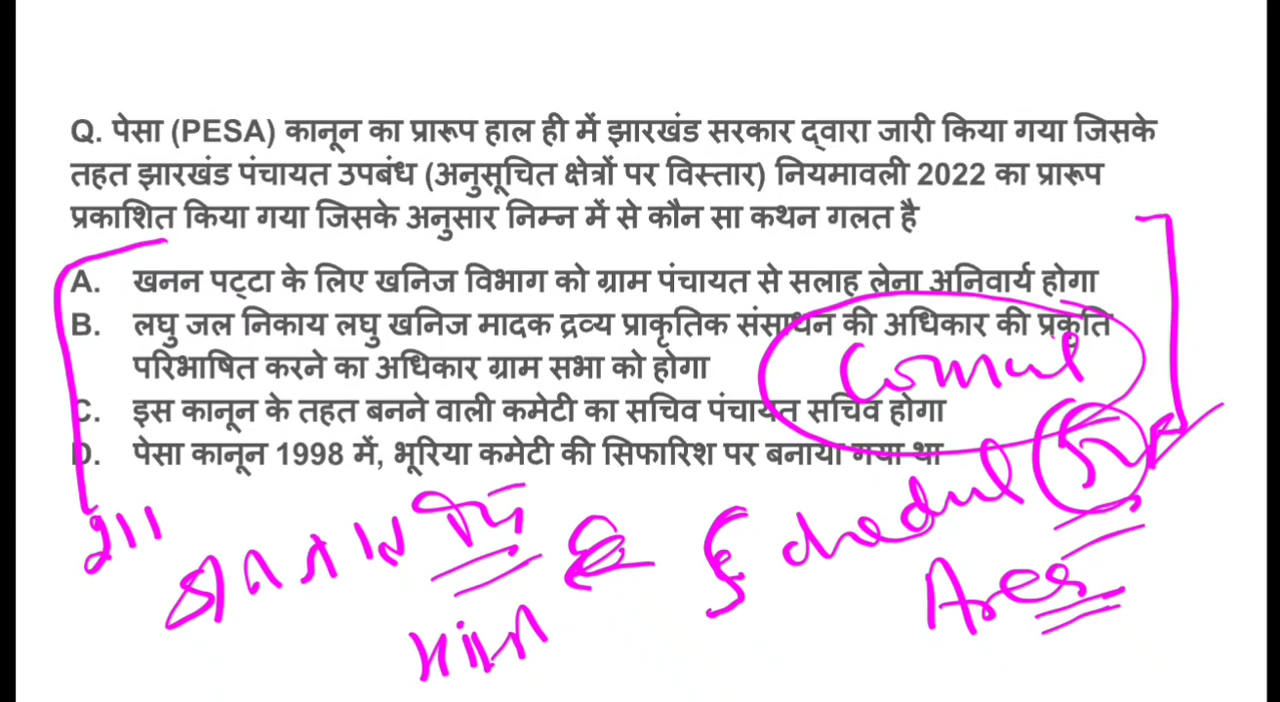 Q. पेसा (PESA) कानून का प्रारूप हाल ही में झारखंड सरकार द्वारा जारी किया गया जिसके
तहत झारखंड पंचायत उपबंध (अनुसूचित क्षेत्रों पर विस्तार) नियमावली 2022 का प्रारूप
प्रकाशित किया गया जिसके अनुसार निम्न में से कौन सा कथन गलत है
A. खनन पट्टा के लिए खनिज विभाग को ग्राम पंचायत से सलाह लेना अनिवार्य होगा
B. लघु जल निकाय लघु खनिज मादक द्रव्य प्राकृतिक संसाधन की अधिकार की प्रकृति
परिभाषित करने का अधिकार ग्राम सभा को होगा
C. इस कानून के तहत बनने वाली कमेटी का सचिव पंचायत सचिव होगा
D. पेसा कानून 1998 में, भूरिया कमेटी की सिफारिश पर बनाया गया था